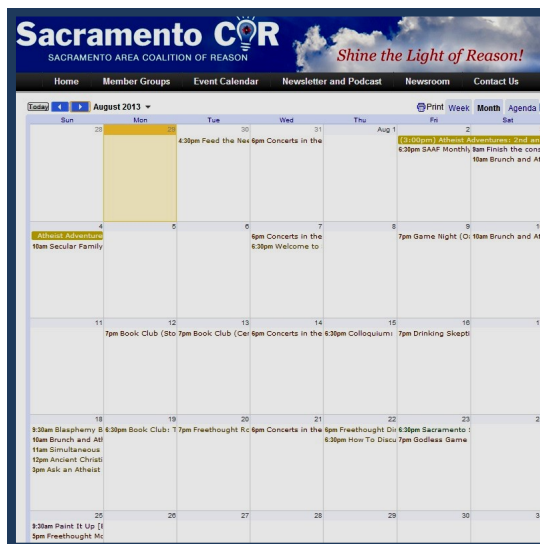 Sacramento COR
SACRAMENTO AREA COALITION OF REASON
Shine the Light of Reason!
Home Member Groups Event Calendar Newsletter and Podcast Newsroom Contact Us
Today August 2013 Print Week Month Agenda
Sun Mon Tue Wed Thu Fri Sat
28 29 30 31 Aug 1 2
4:30pm Feed the Nee 6pm Concerts in the (3:00pm) Atheist Adventures: 2nd an
6:30pm SAAF Monthly 9am Finish the cons
10am Brunch and At
4 5 6 7 8 9 1
Atheist Adventure 6pm Concerts in the 7pm Game Night (O 10am Brunch and At
10am Secular Family 6:30pm Welcome to
11 12 13 14 15 16 1
7pm Book Club (Sto 7pm Book Club (Cer 6pm Concerts in the 6:30pm Colloquium: 7pm Drinking Skepti
18 19 20 21 22 23 2
9:30am Blasphemy B 6:30pm Book Club: T 7pm Freethought Ro 6pm Concerts in the 6pm Freethought Di 6:30pm Sacramento
10am Brunch and Ath 6:30pm How To Discu 7pm Godless Game
11am Simultaneous
12pm Ancient Christi
3pm Ask an Atheist
25 26 27 28 29 30 3
9:30am Paint It Up [
5pm Freethought Mo